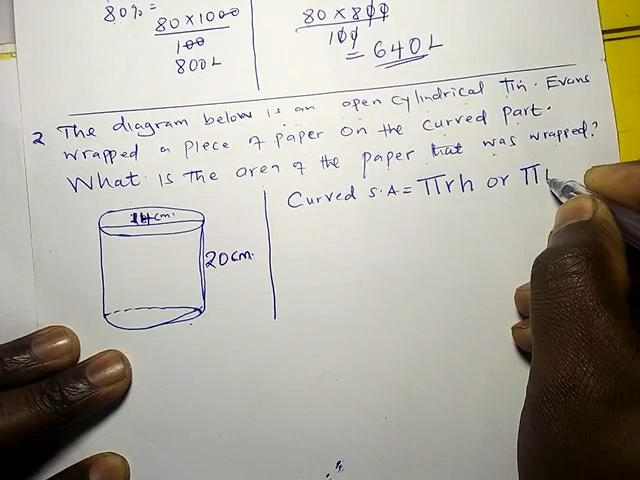 80%=
80 × 1000
100
800L
80 × 800
100
= 640L
2 The diagram below is an open cylindrical tin. Evans
wrapped a piece of paper on the curved part.
What is the area of the paper that was wrapped?
14cm.
20cm.
Curved S.A = πrh or π